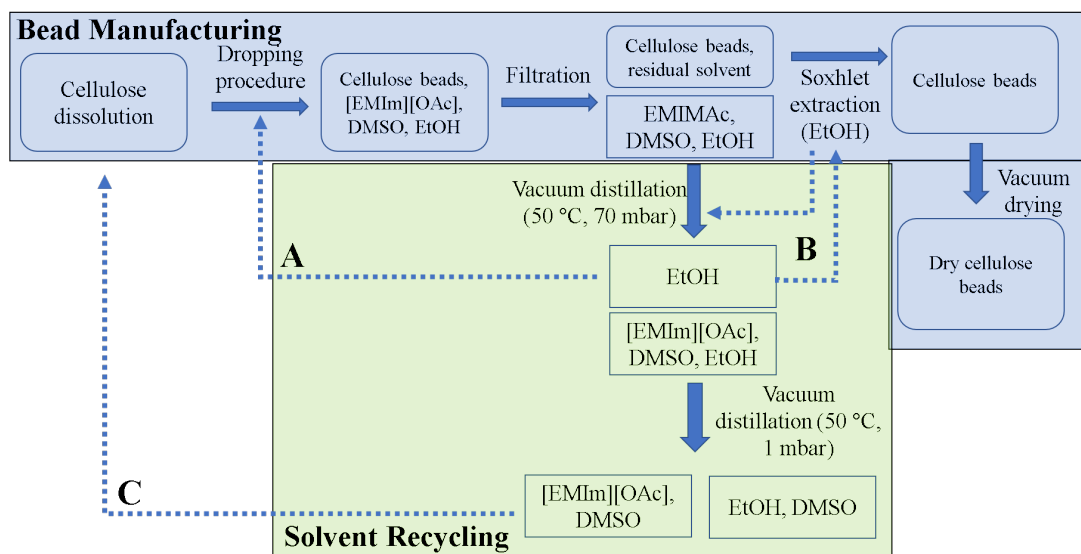 Bead Manufacturing
Cellulose
dissolution
Dropping
procedure
Cellulose beads,
[EMIm][OAc],
DMSO, EtOH
Filtration
Cellulose beads,
residual solvent
EMIMAc,
DMSO, EtOH
Soxhlet
extraction
(EtOH)
Cellulose beads
Vacuum
drying
Dry cellulose
beads
Vacuum distillation
(50 °C, 70 mbar)
A
B
EtOH
[EMIm][OAc],
DMSO, EtOH
Vacuum
distillation (50 °C,
1 mbar)
C
[EMIm][OAc],
DMSO
EtOH, DMSO
Solvent Recycling